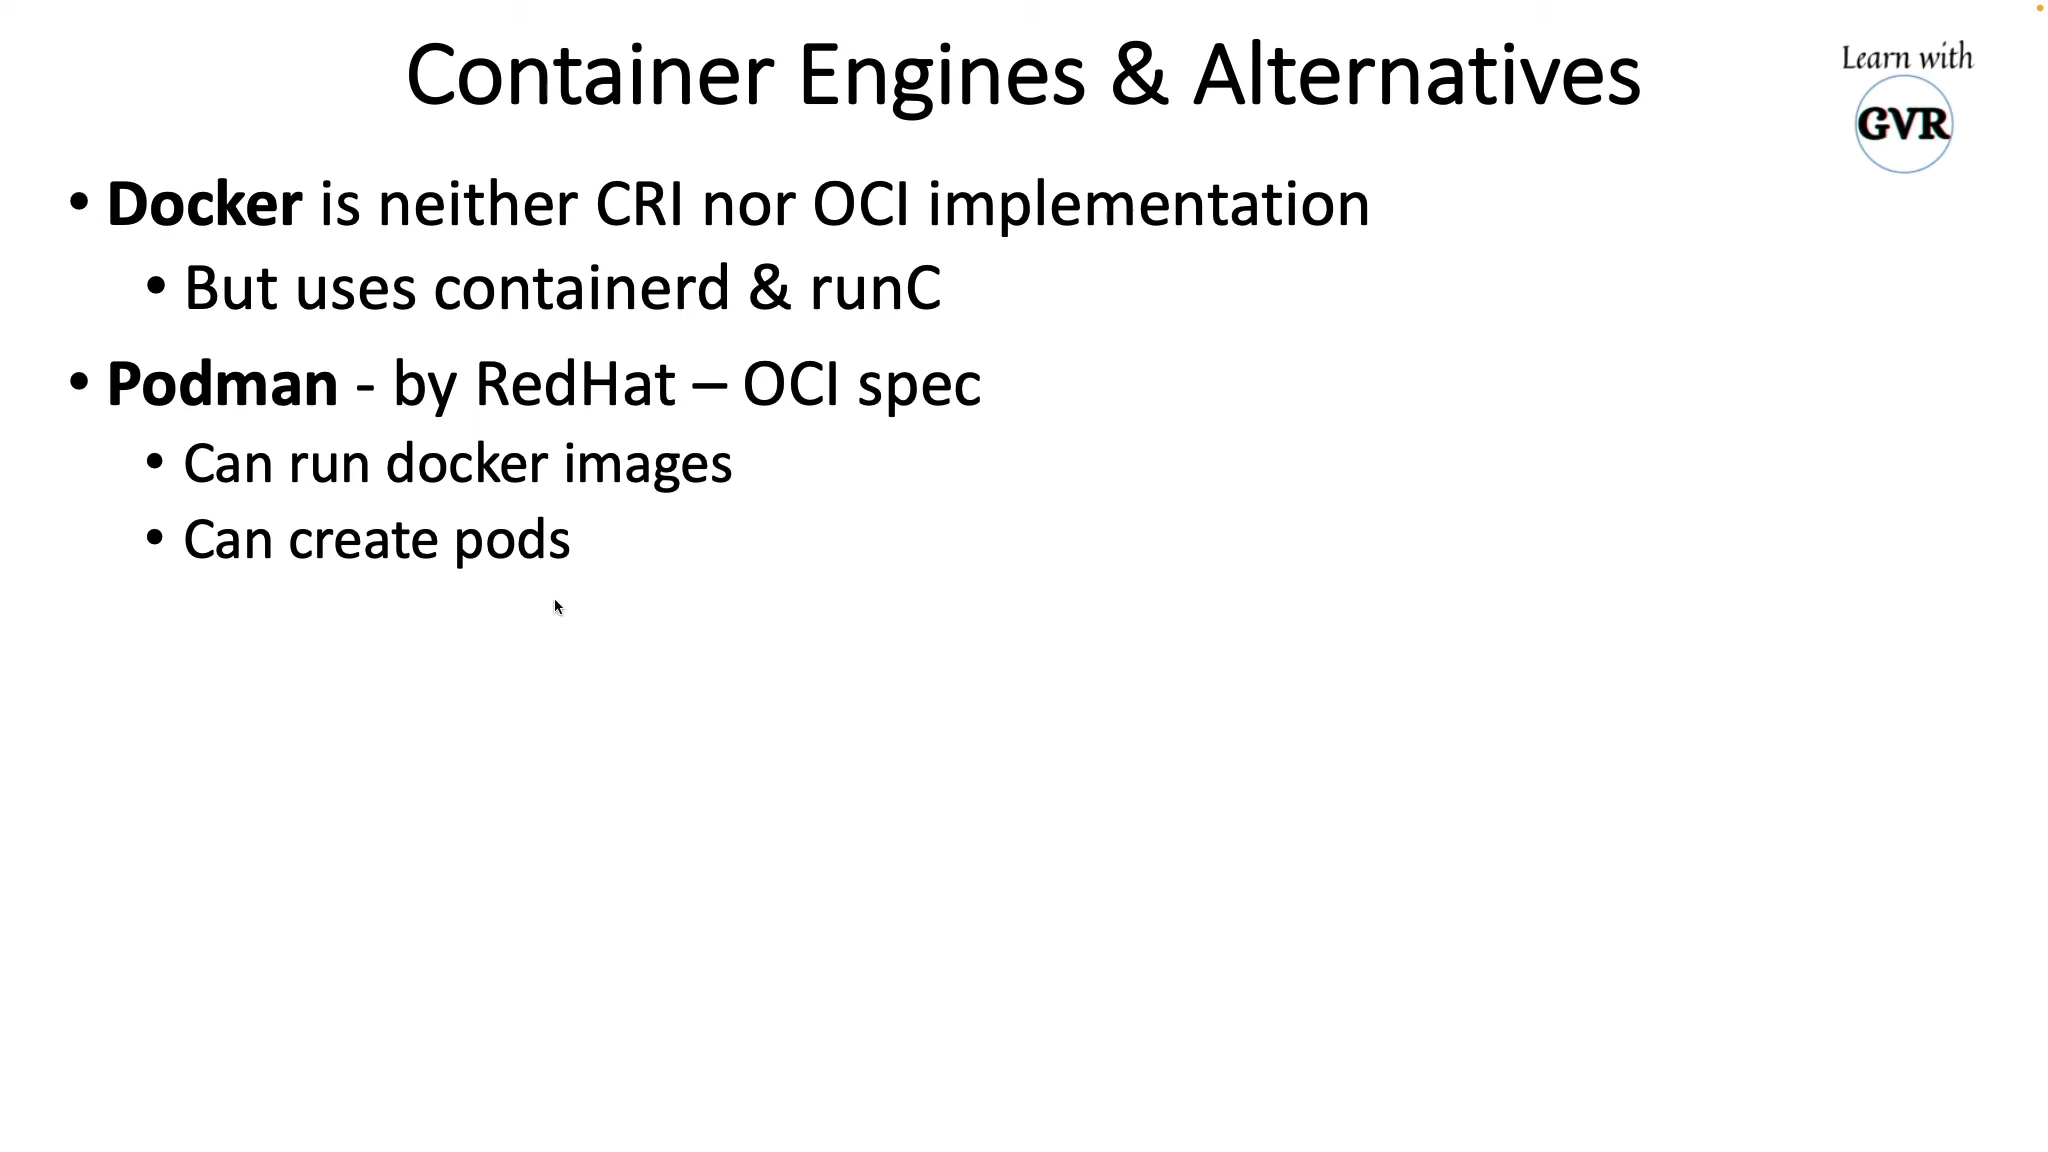 Container Engines & Alternatives
Learn with
GVR
• Docker is neither CRI nor OCI implementation
• But uses containerd & runC
• Podman - by RedHat – OCI spec
• Can run docker images
• Can create pods